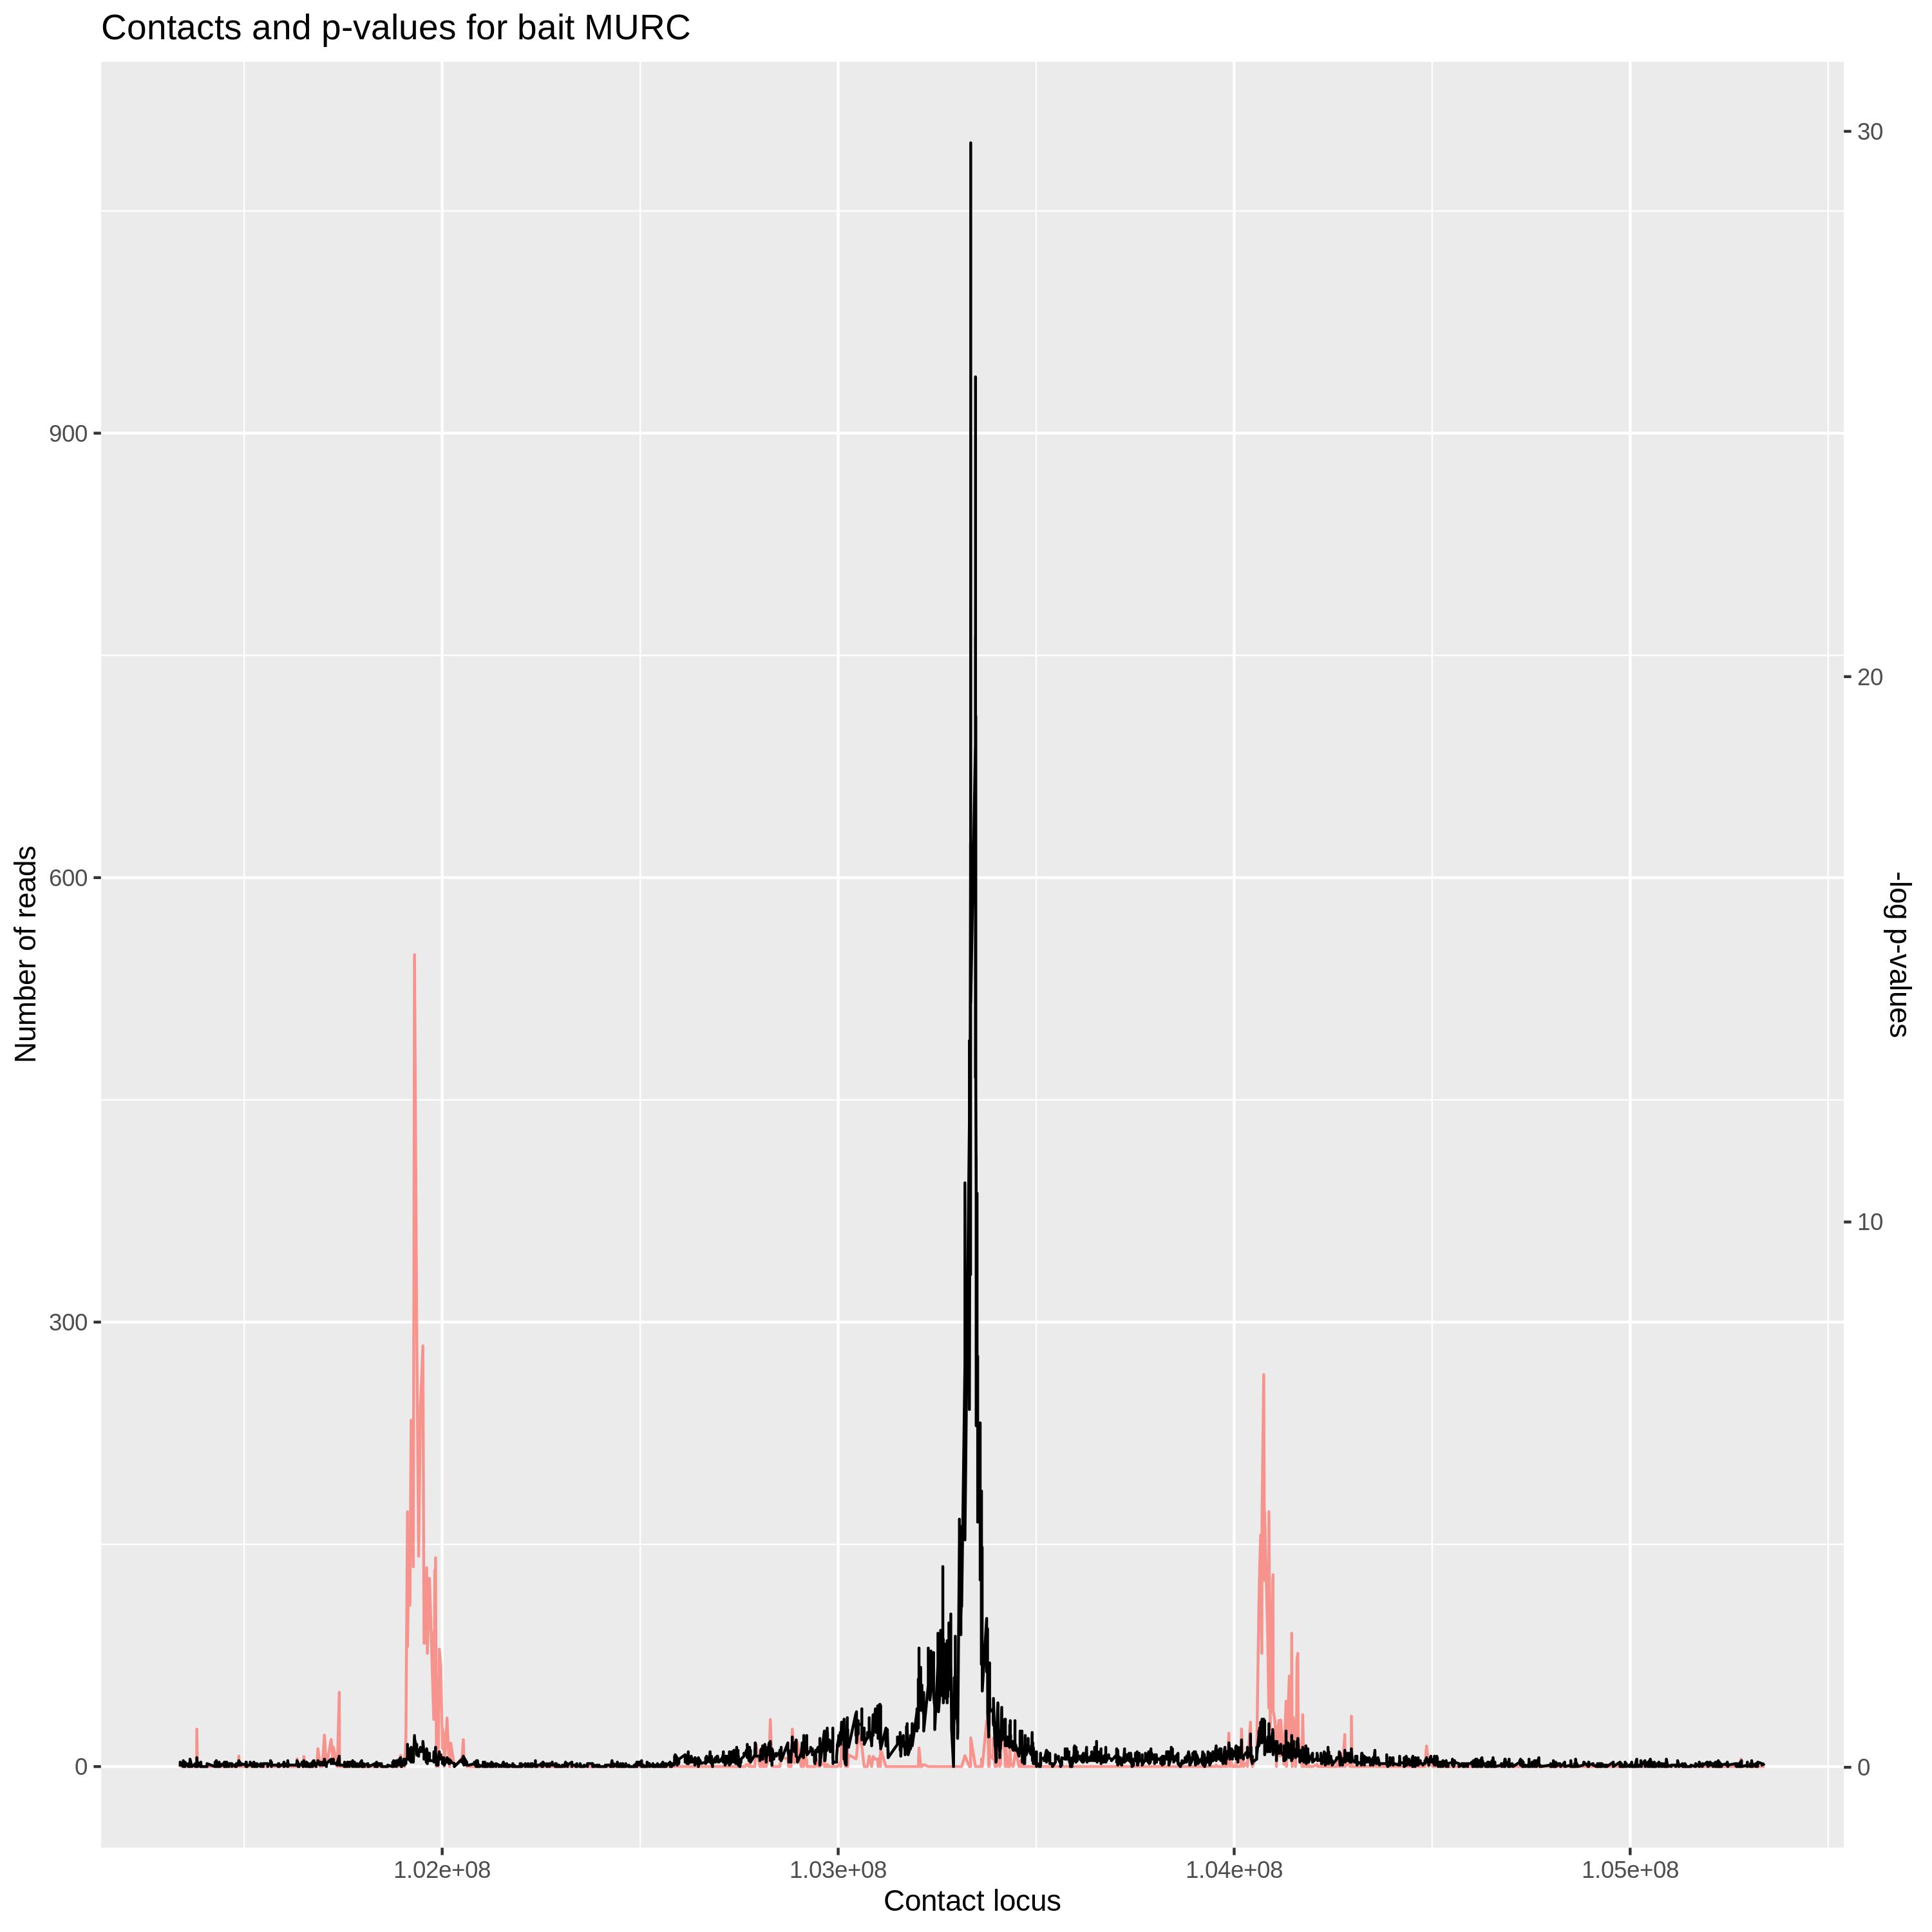 Contacts and p-values for bait MURC
30
900
20
600
Number of reads
-log p-values
10
300
0
0
1.02e+08
1.03e+08
1.04e+08
1.05e+08
Contact locus